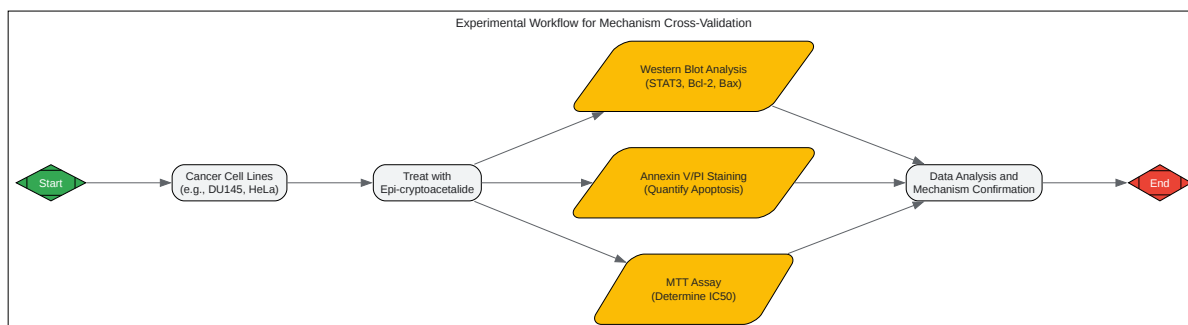 Experimental Workflow for Mechanism Cross-Validation
Start
Cancer Cell Lines
(e.g., DU145, HeLa)
Treat with
Epi-cryptoacetalide
Western Blot Analysis
(STAT3, Bcl-2, Bax)
Annexin V/PI Staining
(Quantify Apoptosis)
MTT Assay
(Determine IC50)
Data Analysis and
Mechanism Confirmation
End